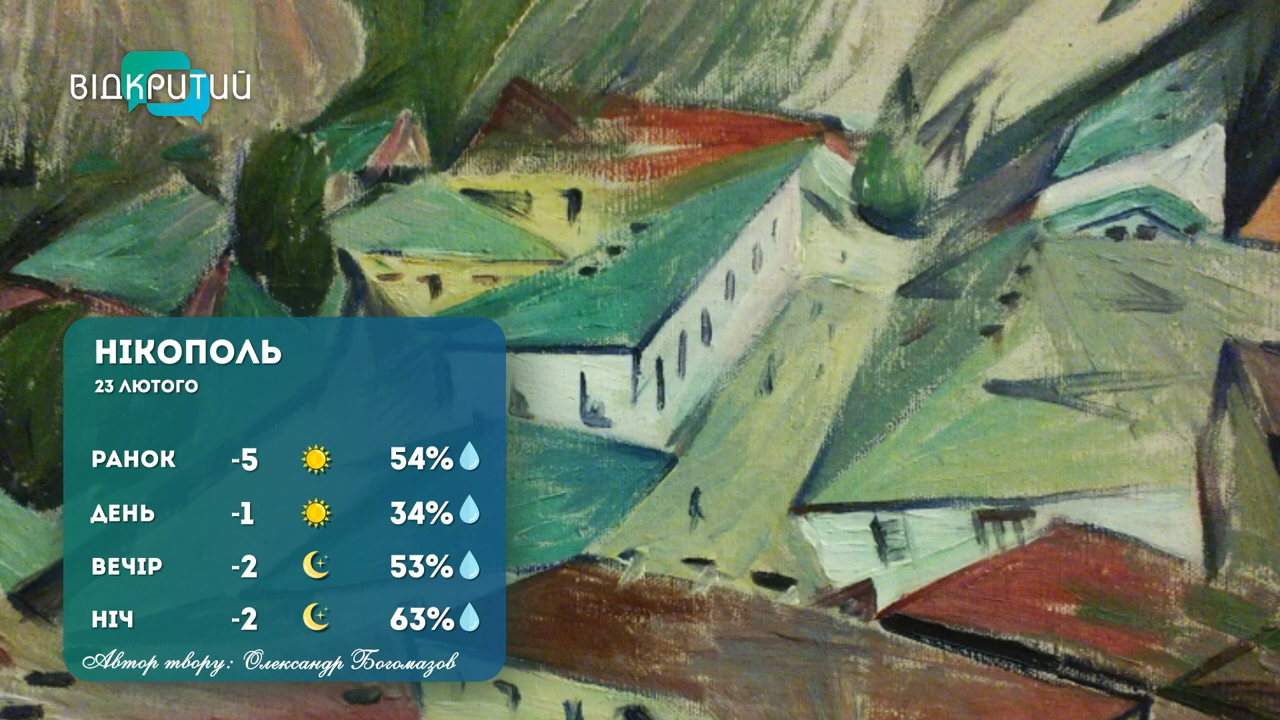 ВІДКРИТИЙ
НІКОПОЛЬ
23 ЛЮТОГО
РАНОК -5 54%
ДЕНЬ -1 34%
ВЕЧІР -2 53%
НІЧ -2 63%
Автор твору: Олександр Богомазов